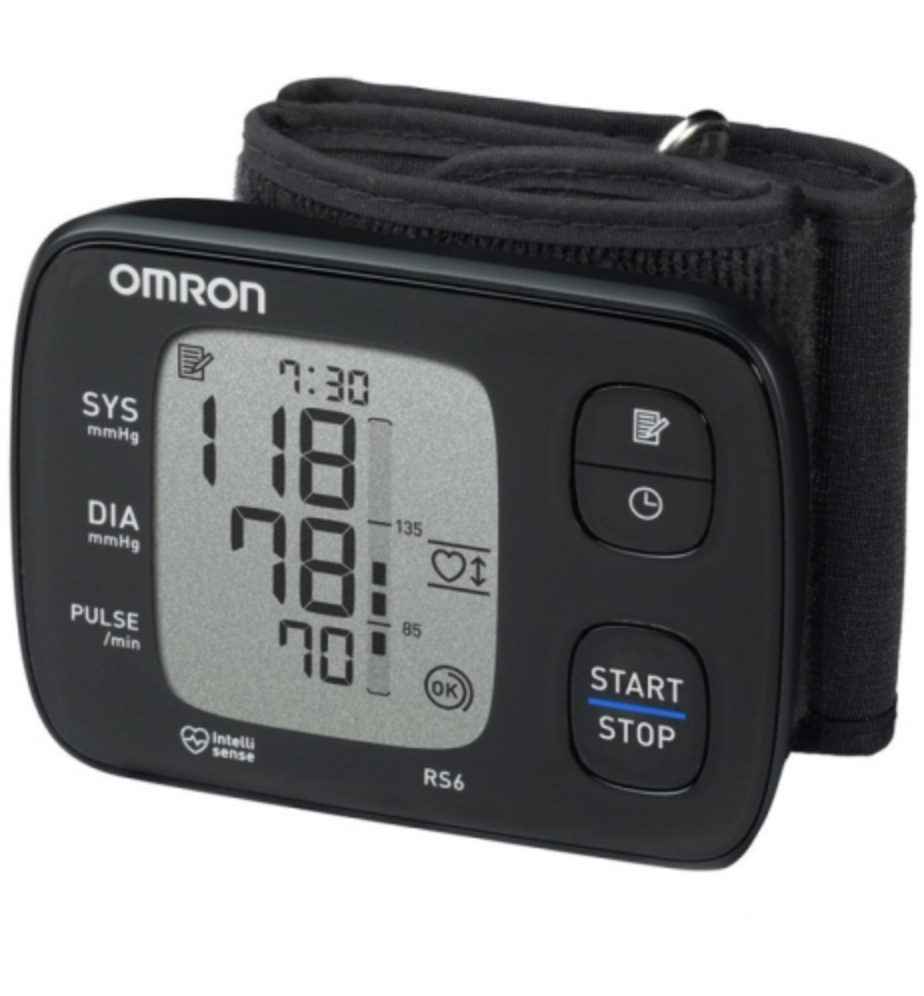 OMRON
7:30
SYS
mmHg
118
135
DIA
mmHg
78
85
PULSE
/min
70
OK
Intelli
sense
RS6
START
STOP